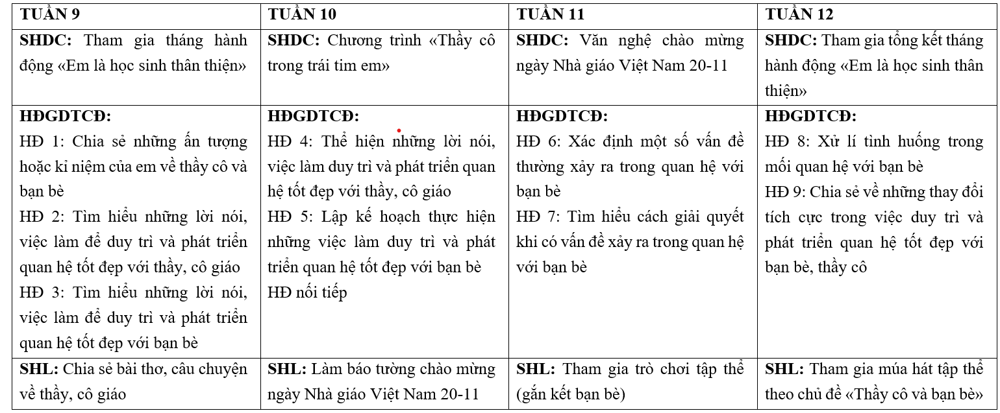 TUẦN 9
TUẦN 10
TUẦN 11
TUẦN 12
SHDC: Tham gia tháng hành
động «Em là học sinh thân thiện»
SHDC: Chương trình «Thầy cô
trong trái tim em»
SHDC: Văn nghệ chào mừng
ngày Nhà giáo Việt Nam 20-11
SHDC: Tham gia tổng kết tháng
hành động «Em là học sinh thân
thiện»
HĐGDTCĐ:
HĐ 1: Chia sẻ những ấn tượng
hoặc kỉ niệm của em về thầy cô và
bạn bè
HĐ 2: Tìm hiểu những lời nói,
việc làm để duy trì và phát triển
quan hệ tốt đẹp với thầy, cô giáo
HĐ 3: Tìm hiểu những lời nói,
việc làm để duy trì và phát triển
quan hệ tốt đẹp với bạn bè
HĐGDTCĐ:
HĐ 4: Thể hiện những lời nói,
việc làm duy trì và phát triển quan
hệ tốt đẹp với thầy, cô giáo
HĐ 5: Lập kế hoạch thực hiện
những việc làm duy trì và phát
triển quan hệ tốt đẹp với bạn bè
HĐ nối tiếp
HĐGDTCĐ:
HĐ 6: Xác định một số vấn đề
thường xảy ra trong quan hệ với
bạn bè
HĐ 7: Tìm hiểu cách giải quyết
khi có vấn đề xảy ra trong quan hệ
với bạn bè
HĐGDTCĐ:
HĐ 8: Xử lí tình huống trong
mối quan hệ với bạn bè
HĐ 9: Chia sẻ về những thay đổi
tích cực trong việc duy trì và
phát triển quan hệ tốt đẹp với
bạn bè, thầy cô
SHL: Chia sẻ bài thơ, câu chuyện
về thầy, cô giáo
SHL: Làm báo tường chào mừng
ngày Nhà giáo Việt Nam 20-11
SHL: Tham gia trò chơi tập thể
(gắn kết bạn bè)
SHL: Tham gia múa hát tập thể
theo chủ đề «Thầy cô và bạn bè»